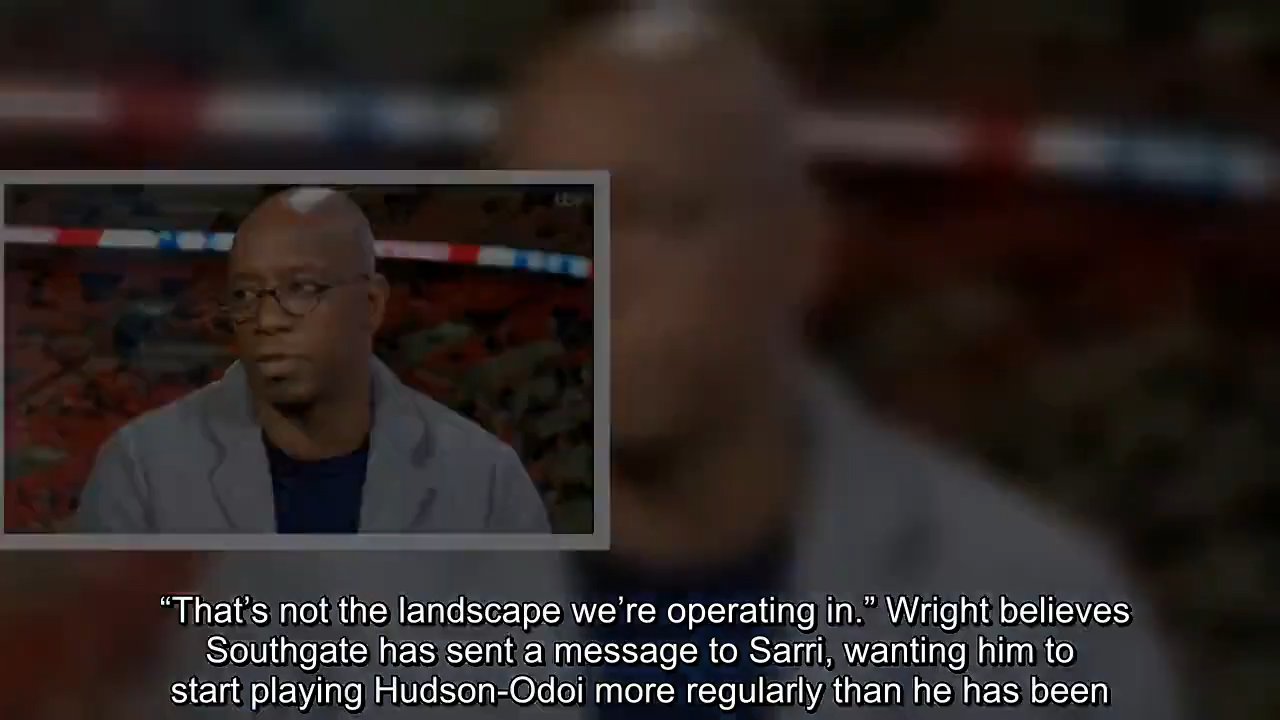 itv
“That’s not the landscape we’re operating in.” Wright believes
Southgate has sent a message to Sarri, wanting him to
start playing Hudson-Odoi more regularly than he has been